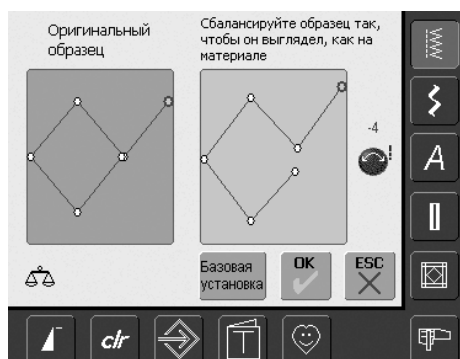 Оригинальный
образец
Сбалансируйте образец так,
чтобы он выглядел, как на
материале
-4
Базовая
установка
OK
ESC
A
clr
T